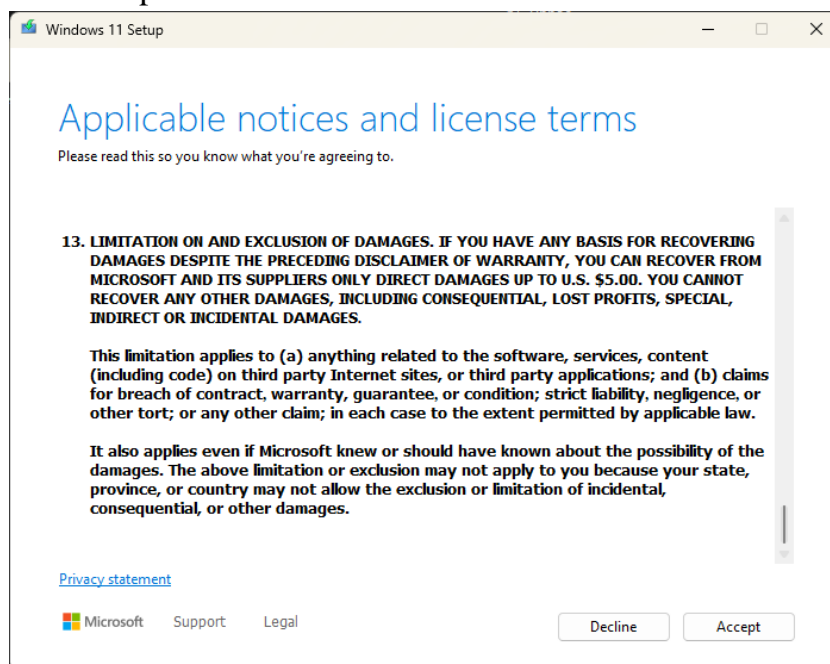 Windows 11 Setup
Applicable notices and license terms
Please read this so you know what you're agreeing to.
13. LIMITATION ON AND EXCLUSION OF DAMAGES. IF YOU HAVE ANY BASIS FOR RECOVERING
DAMAGES DESPITE THE PRECEDING DISCLAIMER OF WARRANTY, YOU CAN RECOVER FROM
MICROSOFT AND ITS SUPPLIERS ONLY DIRECT DAMAGES UP TO U.S. $5.00. YOU CANNOT
RECOVER ANY OTHER DAMAGES, INCLUDING CONSEQUENTIAL, LOST PROFITS, SPECIAL,
INDIRECT OR INCIDENTAL DAMAGES.
This limitation applies to (a) anything related to the software, services, content
(including code) on third party Internet sites, or third party applications; and (b) claims
for breach of contract, warranty, guarantee, or condition; strict liability, negligence, or
other tort; or any other claim; in each case to the extent permitted by applicable law.
It also applies even if Microsoft knew or should have known about the possibility of the
damages. The above limitation or exclusion may not apply to you because your state,
province, or country may not allow the exclusion or limitation of incidental,
consequential, or other damages.
Privacy statement
Microsoft Support Legal
Decline Accept